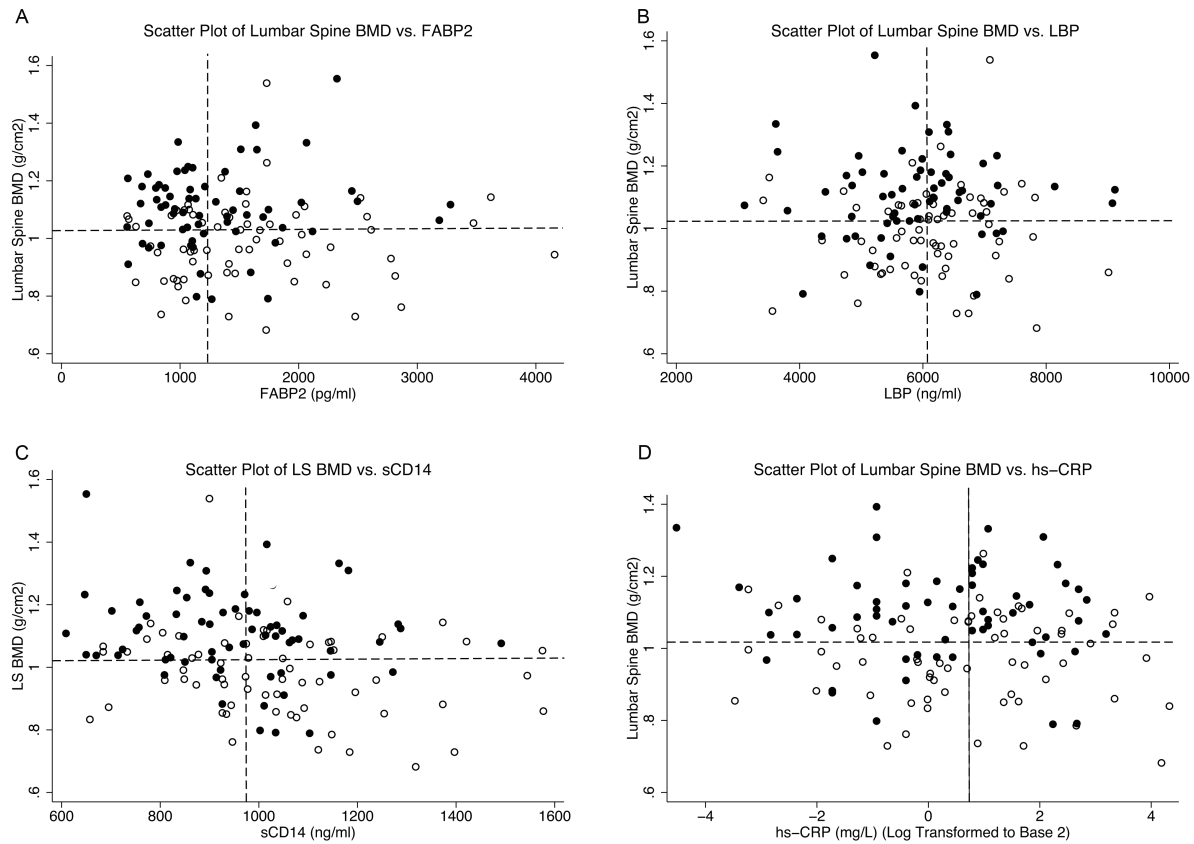 A
Scatter Plot of Lumbar Spine BMD vs. FABP2
Lumbar Spine BMD (g/cm2)
.6 .8 1 1.2 1.4 1.6
0 1000 2000 3000 4000
FABP2 (pg/ml)
B
Scatter Plot of Lumbar Spine BMD vs. LBP
Lumbar Spine BMD (g/cm2)
.6 .8 1 1.2 1.4 1.6
2000 4000 6000 8000 10000
LBP (ng/ml)
C
Scatter Plot of LS BMD vs. sCD14
LS BMD (g/cm2)
.6 .8 1 1.2 1.4 1.6
600 800 1000 1200 1400 1600
sCD14 (ng/ml)
D
Scatter Plot of Lumbar Spine BMD vs. hs−CRP
Lumbar Spine BMD (g/cm2)
.6 .8 1 1.2 1.4
−4 −2 0 2 4
hs−CRP (mg/L) (Log Transformed to Base 2)